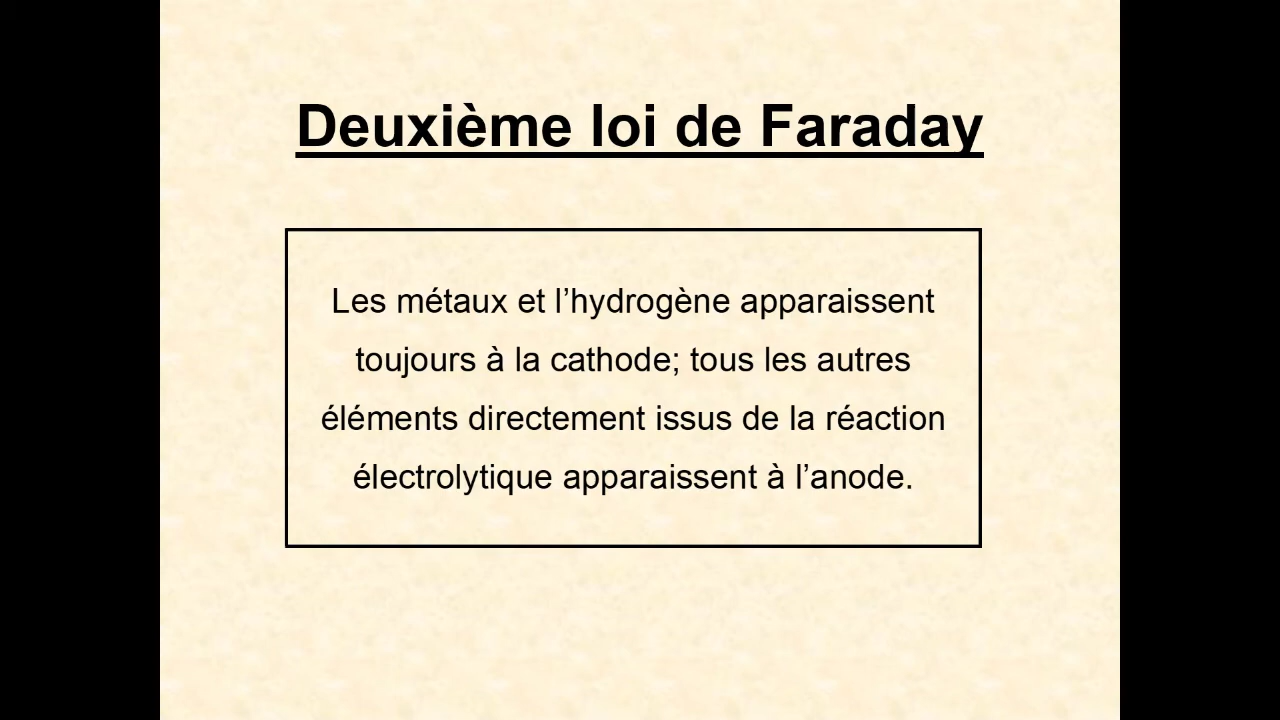 Deuxième loi de Faraday
Les métaux et l’hydrogène apparaissent
toujours à la cathode; tous les autres
éléments directement issus de la réaction
électrolytique apparaissent à l’anode.